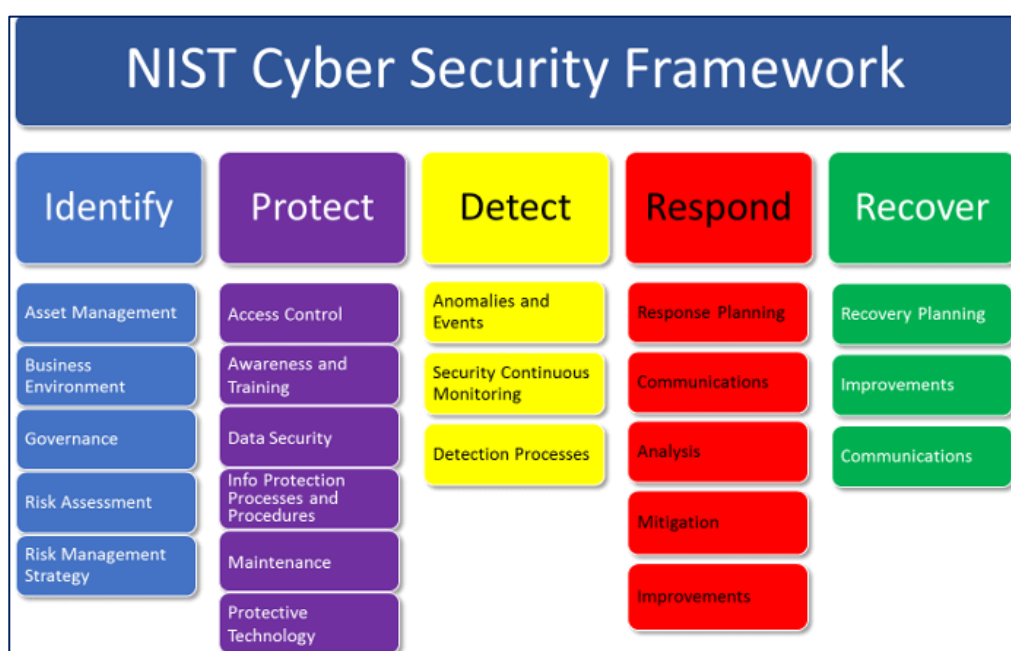 NIST Cyber Security Framework
Identify
Protect
Detect
Respond
Recover
Asset Management
Business
Environment
Governance
Risk Assessment
Risk Management
Strategy
Access Control
Awareness and
Training
Data Security
Info Protection
Processes and
Procedures
Maintenance
Protective
Technology
Anomalies and
Events
Security Continuous
Monitoring
Detection Processes
Response Planning
Communications
Analysis
Mitigation
Improvements
Recovery Planning
Improvements
Communications